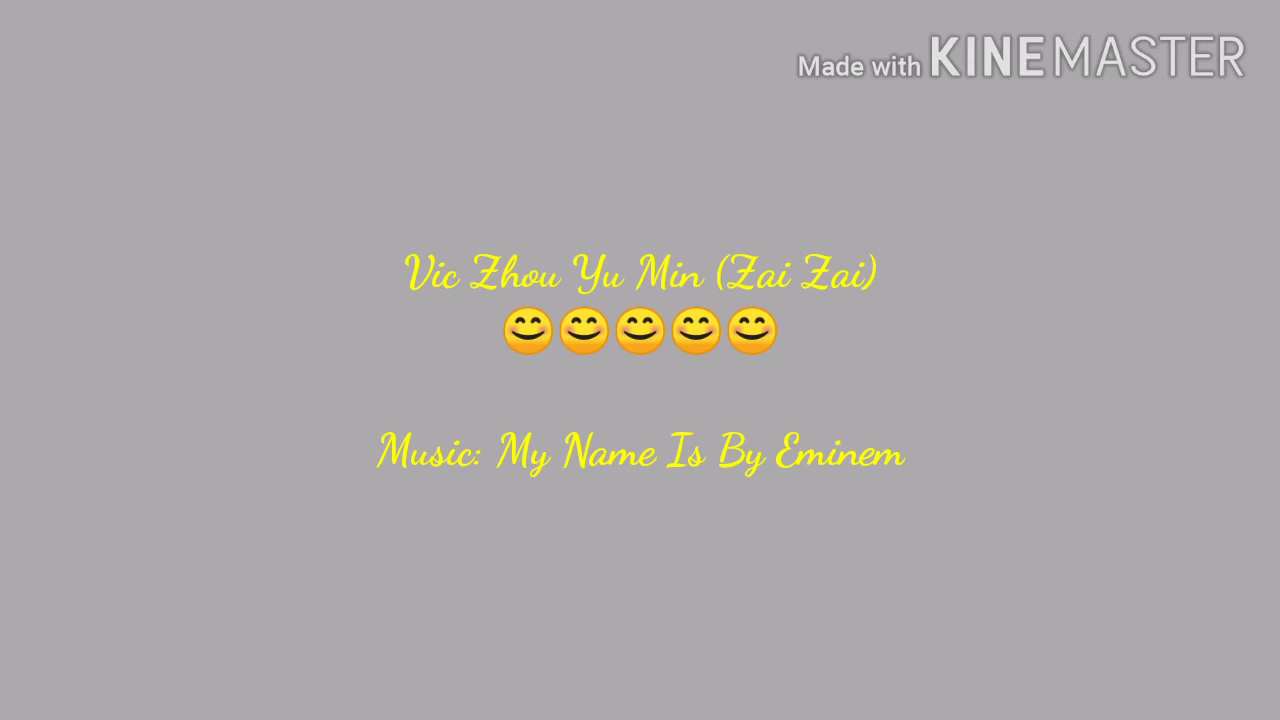 Made with KINEMASTER
Vic Zhou Yu Min (Zai Zai)
😊😊😊😊😊
Music: My Name Is By Eminem